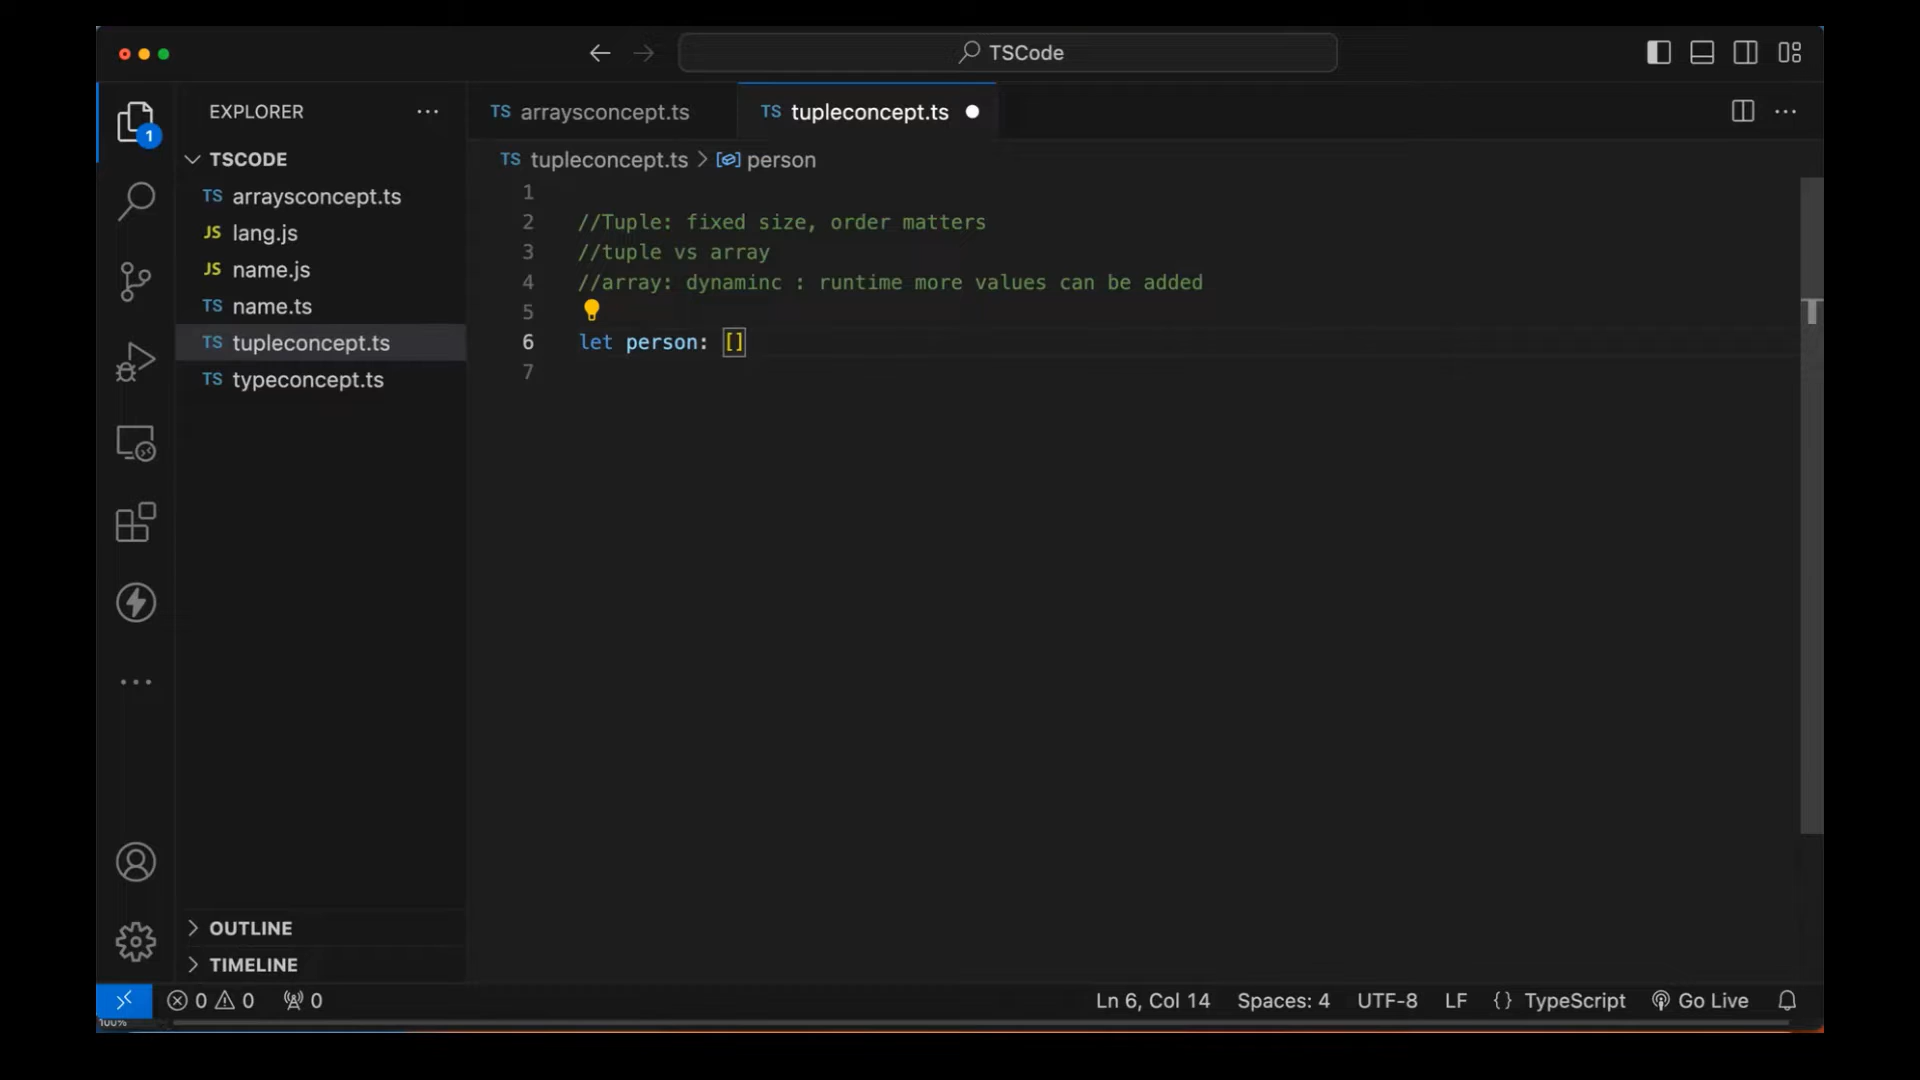 TSCode
EXPLORER
TS arraysconcept.ts
TS tupleconcept.ts
1
TSCODE
TS arraysconcept.ts
JS lang.js
JS name.js
TS name.ts
TS tupleconcept.ts
TS typeconcept.ts
OUTLINE
TIMELINE
TS tupleconcept.ts > person
1
2 //Tuple: fixed size, order matters
3 //tuple vs array
4 //array: dynaminc : runtime more values can be added
5
6 let person: []
7
T
0 0 0
Ln 6, Col 14 Spaces: 4 UTF-8 LF {} TypeScript Go Live
100%